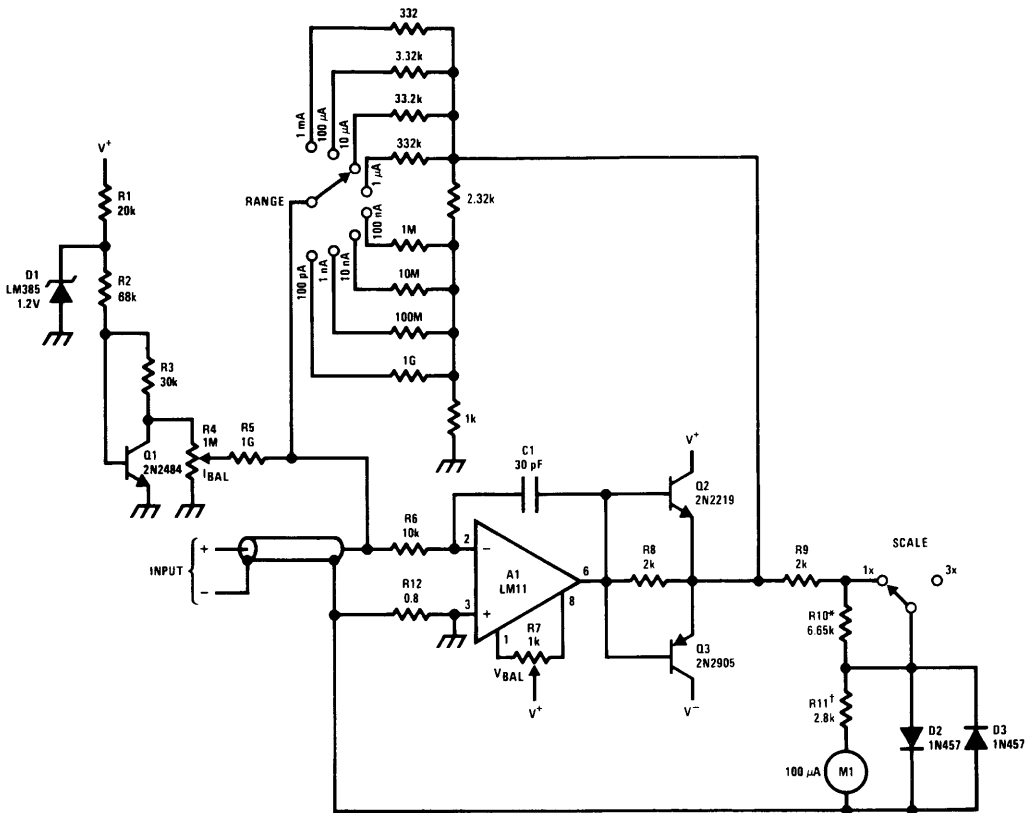 332
3.32k
33.2k
332k
1 mA
100 µA
10 µA
1 µA
100 nA
10 nA
1 nA
100 pA
RANGE
2.32k
1M
10M
100M
1G
1k
V+
R1
20k
D1
LM385
1.2V
R2
68k
R3
30k
Q1
2N2484
R4
1M
IBAL
R5
1G
C1
30 pF
V+
Q2
2N2219
INPUT
+
−
R6
10k
R12
0.8
2
−
3
+
A1
LM11
6
8
1
R7
1k
VBAL
V+
R8
2k
Q3
2N2905
V−
R9
2k
SCALE
1x
3x
R10*
6.65k
R11†
2.8k
100 µA
M1
D2
1N457
D3
1N457